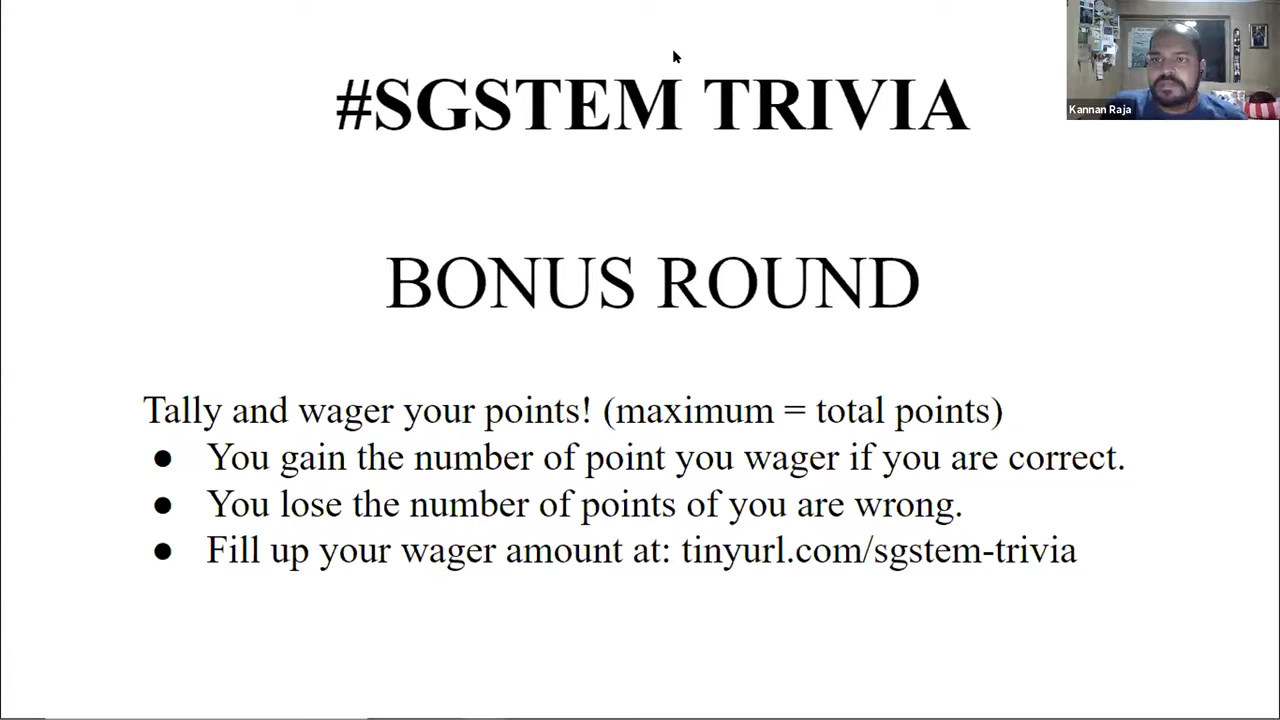 #SGSTEM TRIVIA
Kannan Raja
BONUS ROUND
Tally and wager your points! (maximum = total points)
● You gain the number of point you wager if you are correct.
● You lose the number of points of you are wrong.
● Fill up your wager amount at: tinyurl.com/sgstem-trivia